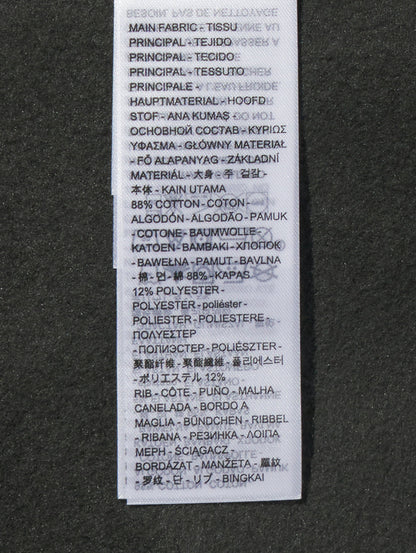 MAIN FABRIC - TISSU
PRINCIPAL - TEJIDO
PRINCIPAL - TECIDO
PRINCIPAL - TESSUTO
PRINCIPALE -
HAUPTMATERIAL - HOOFD
STOF - ANA KUMAŞ -
ОСНОВНОЙ СОСТАВ - ΚΥΡΙΩΣ
ΥΦΑΣΜΑ - GŁÓWNY MATERIAŁ
- FŐ ALAPANYAG - ZÁKLADNÍ
MATERIÁL - 大身 - 주 겉감 -
本体 - KAIN UTAMA
88% COTTON - COTON -
ALGODÓN - ALGODÃO - PAMUK
- COTONE - BAUMWOLLE -
KATOEN - BAMBAKI - ХЛОПОК
- BAWEŁNA - PAMUT - BAVLNA
- 棉 - 면 - 綿 88% - KAPAS
12% POLYESTER -
POLYESTER - poliéster -
POLIESTER - POLIESTERE -
ΠΟΛΥΕΣΤΕΡ
- ПОЛИЭСТЕР - POLIÉSZTER -
聚酯纤维 - 聚酯纖維 - 폴리에스터
- ポリエステル 12%
RIB - CÔTE - PUÑO - MALHA
CANELADA - BORDO A
MAGLIA - BÜNDCHEN - RIBBEL
- RIBANA - РЕЗИНКА - ΛΟΙΠΑ
ΜΕΡΗ - ŚCIĄGACZ -
BORDÁZAT - MANŽETA - 羅紋
- 罗纹 - 단 - リブ - BINGKAI